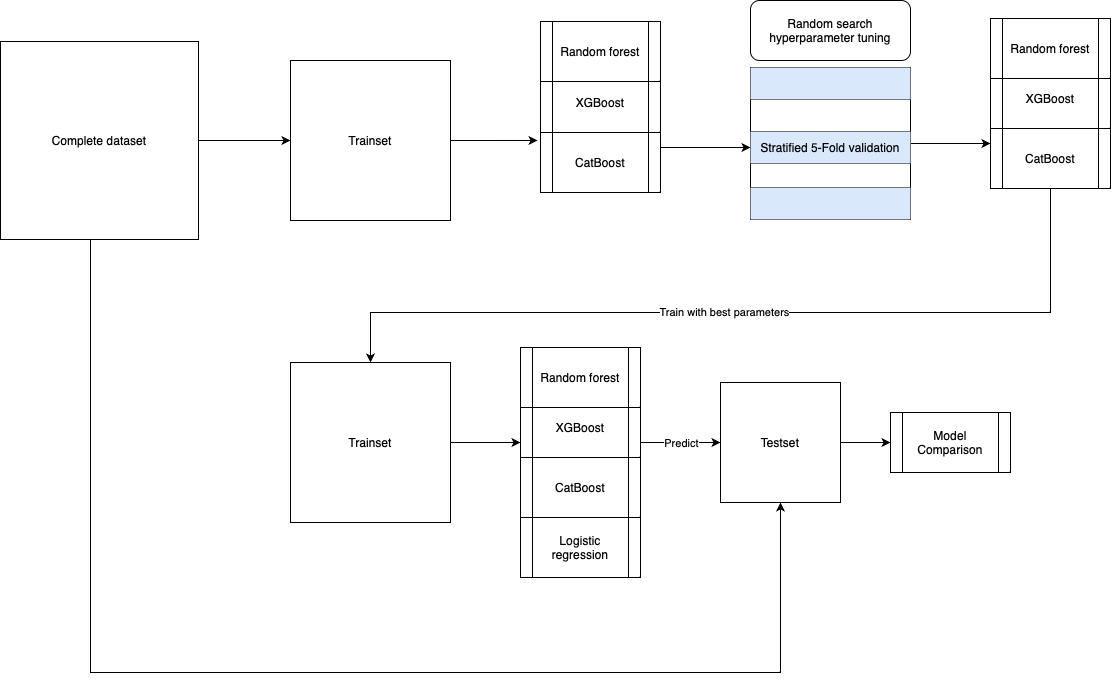 Complete dataset
Trainset
Random forest
XGBoost
CatBoost
Random search
hyperparameter tuning
Stratified 5-Fold validation
Random forest
XGBoost
CatBoost
Train with best parameters
Trainset
Random forest
XGBoost
CatBoost
Logistic
regression
Predict
Testset
Model
Comparison